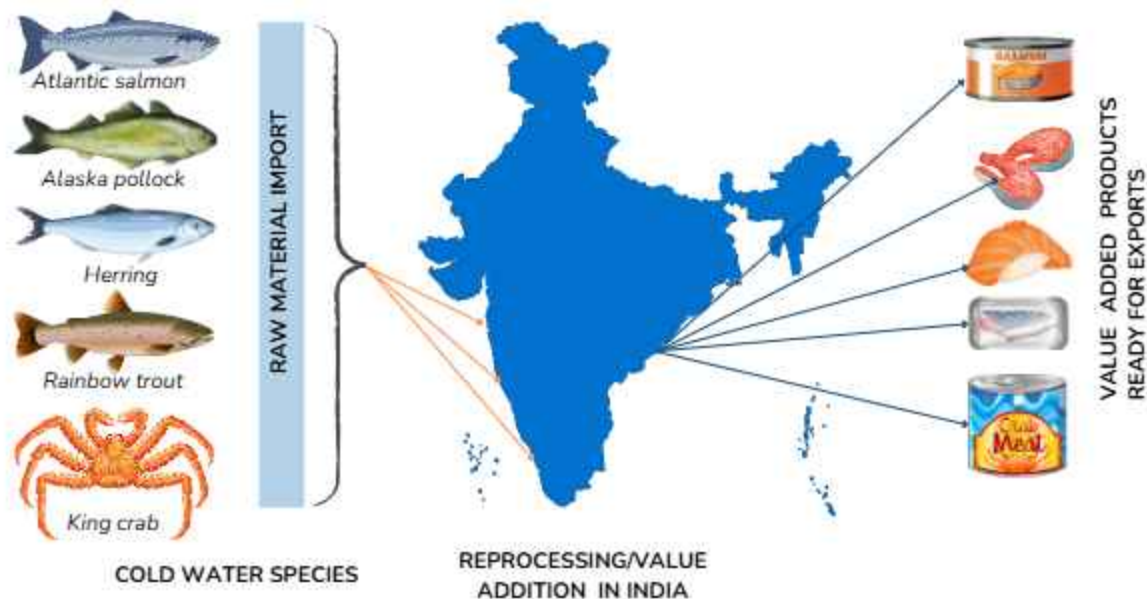 Atlantic salmon
Alaska pollock
Herring
Rainbow trout
King crab
RAW MATERIAL IMPORT
COLD WATER SPECIES
REPROCESSING/VALUE
ADDITION IN INDIA
Crab
Meat
VALUE ADDED PRODUCTS
READY FOR EXPORTS